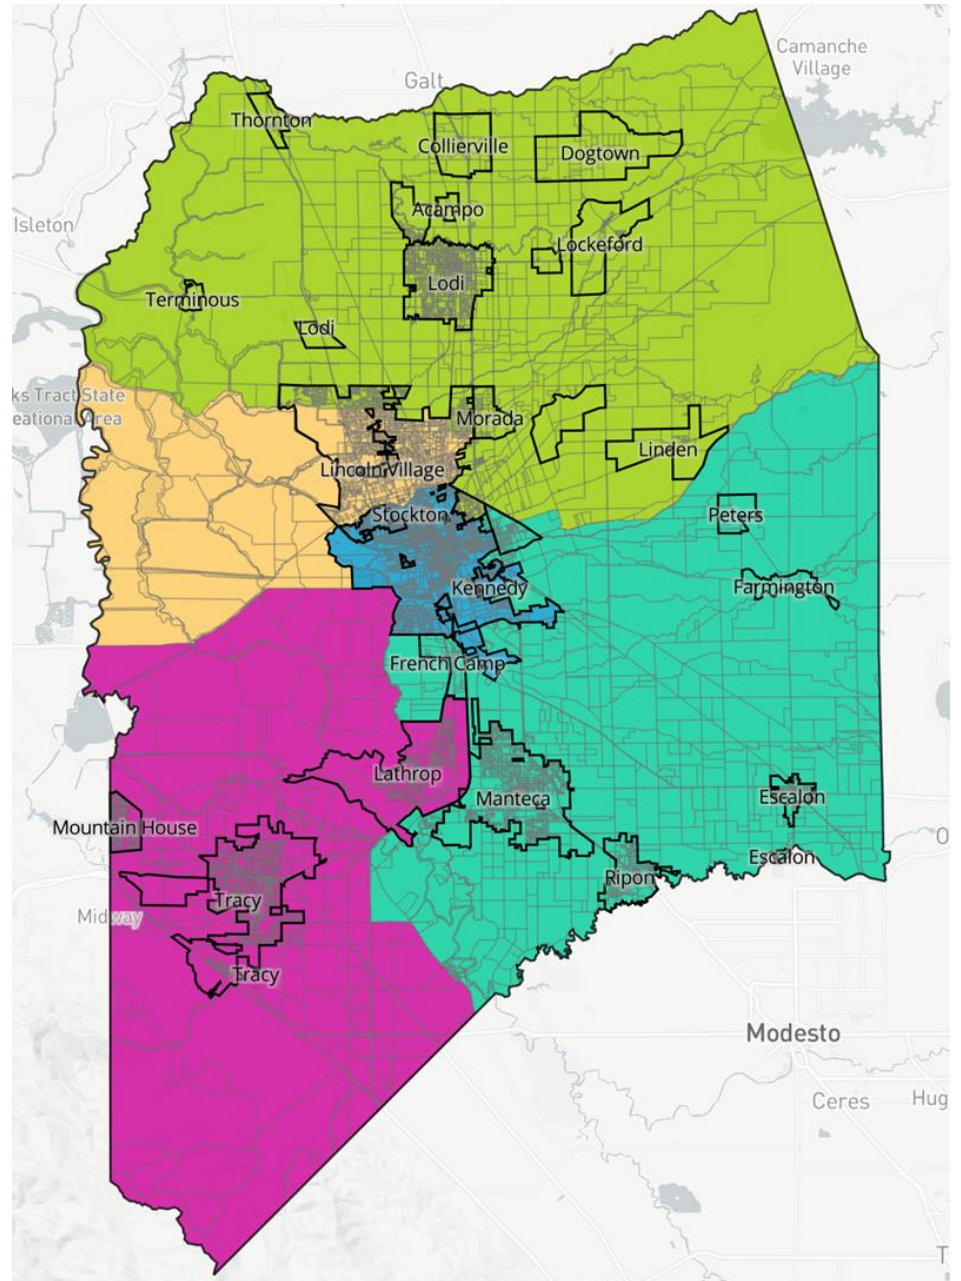 Camanche
Village
Galt
Thornton
Collierville
Dogtown
Acampo
Isleton
Lockeford
Lodi
Terminous
Lodi
ks Tract State
eational Area
Morada
Linden
Lincoln Village
Stockton
Peters
Kennedy
Farmington
French Camp
Lathrop
Manteca
Escalon
Mountain House
O
Escalon
Ripon
Tracy
Midway
Tracy
Modesto
Ceres
Hug
T